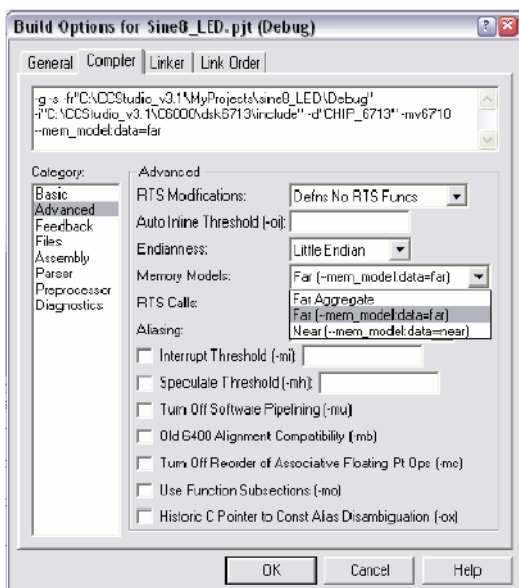 Build Options for Sine8_LED.pjt (Debug)
General Compiler Linker Link Order
-g -s -fr"C:\CCStudio_v3.1\MyProjects\sine8_LED\Debug"
-i"C:\CCStudio_v3.1\C6000\dsk6713\include" -d"CHIP_6713" -mv6710
--mem_model:data=far
Category:
Basic
Advanced
Feedback
Files
Assembly
Parser
Preprocessor
Diagnostics
Advanced
RTS Modifications: Defns No RTS Funcs
Auto Inline Threshold (-oi):
Endianness: Little Endian
Memory Models: Far (--mem_model:data=far)
Far Aggregate
Far (--mem_model:data=far)
Near (--mem_model:data=near)
RTS Calls:
Aliasing:
Interrupt Threshold (-mi)
Speculate Threshold (-mh):
Turn Off Software Pipelining (-mu)
Old 6400 Alignment Compatibility (-mb)
Turn Off Reorder of Associative Floating Pt Ops (-mc)
Use Function Subsections (-mo)
Historic C Pointer to Const Alias Disambiguation (-ox)
OK Cancel Help